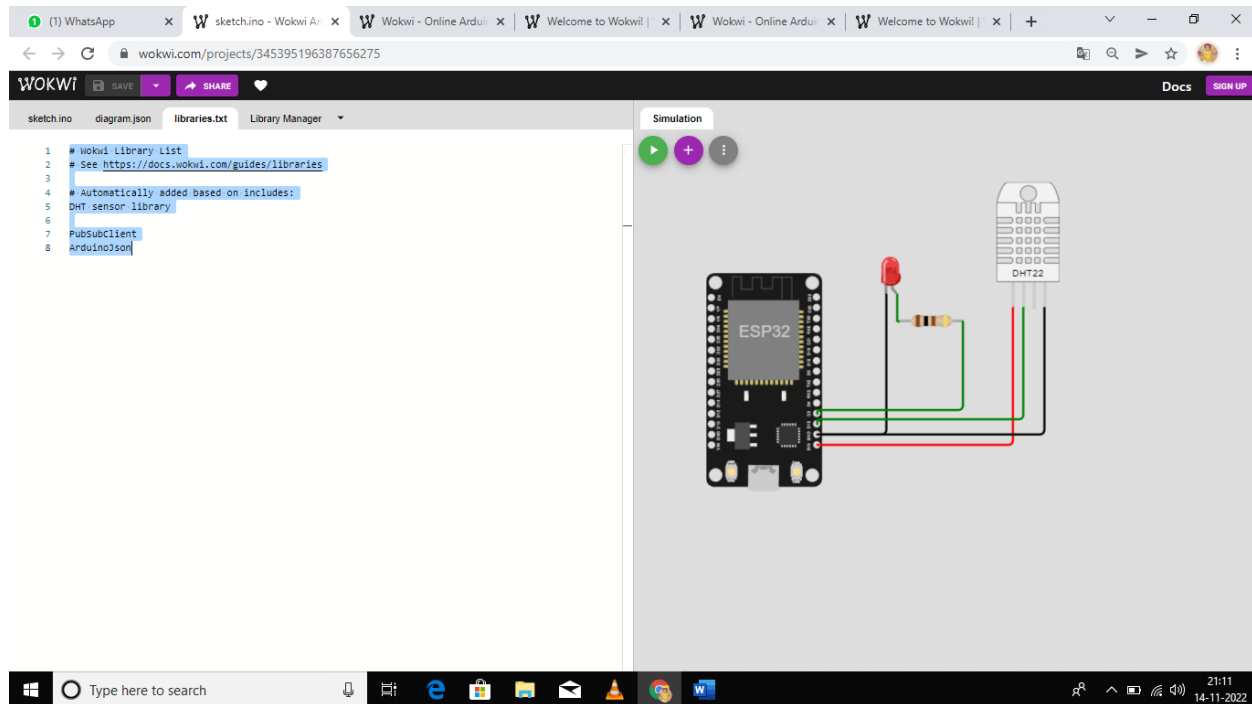 (1) WhatsApp
sketch.ino - Wokwi Ar
Wokwi - Online Arduin
Welcome to Wokwi! |
Wokwi - Online Arduin
Welcome to Wokwi! |
wokwi.com/projects/345395196387656275
WOKWI
SAVE
SHARE
Docs
SIGN UP
sketch.ino
diagram.json
libraries.txt
Library Manager
Simulation
1 # Wokwi Library List
2 # See https://docs.wokwi.com/guides/libraries
3
4 # Automatically added based on includes:
5 DHT sensor library
6
7 PubSubClient
8 ArduinoJson
DHT22
ESP32
Type here to search
21:11
14-11-2022